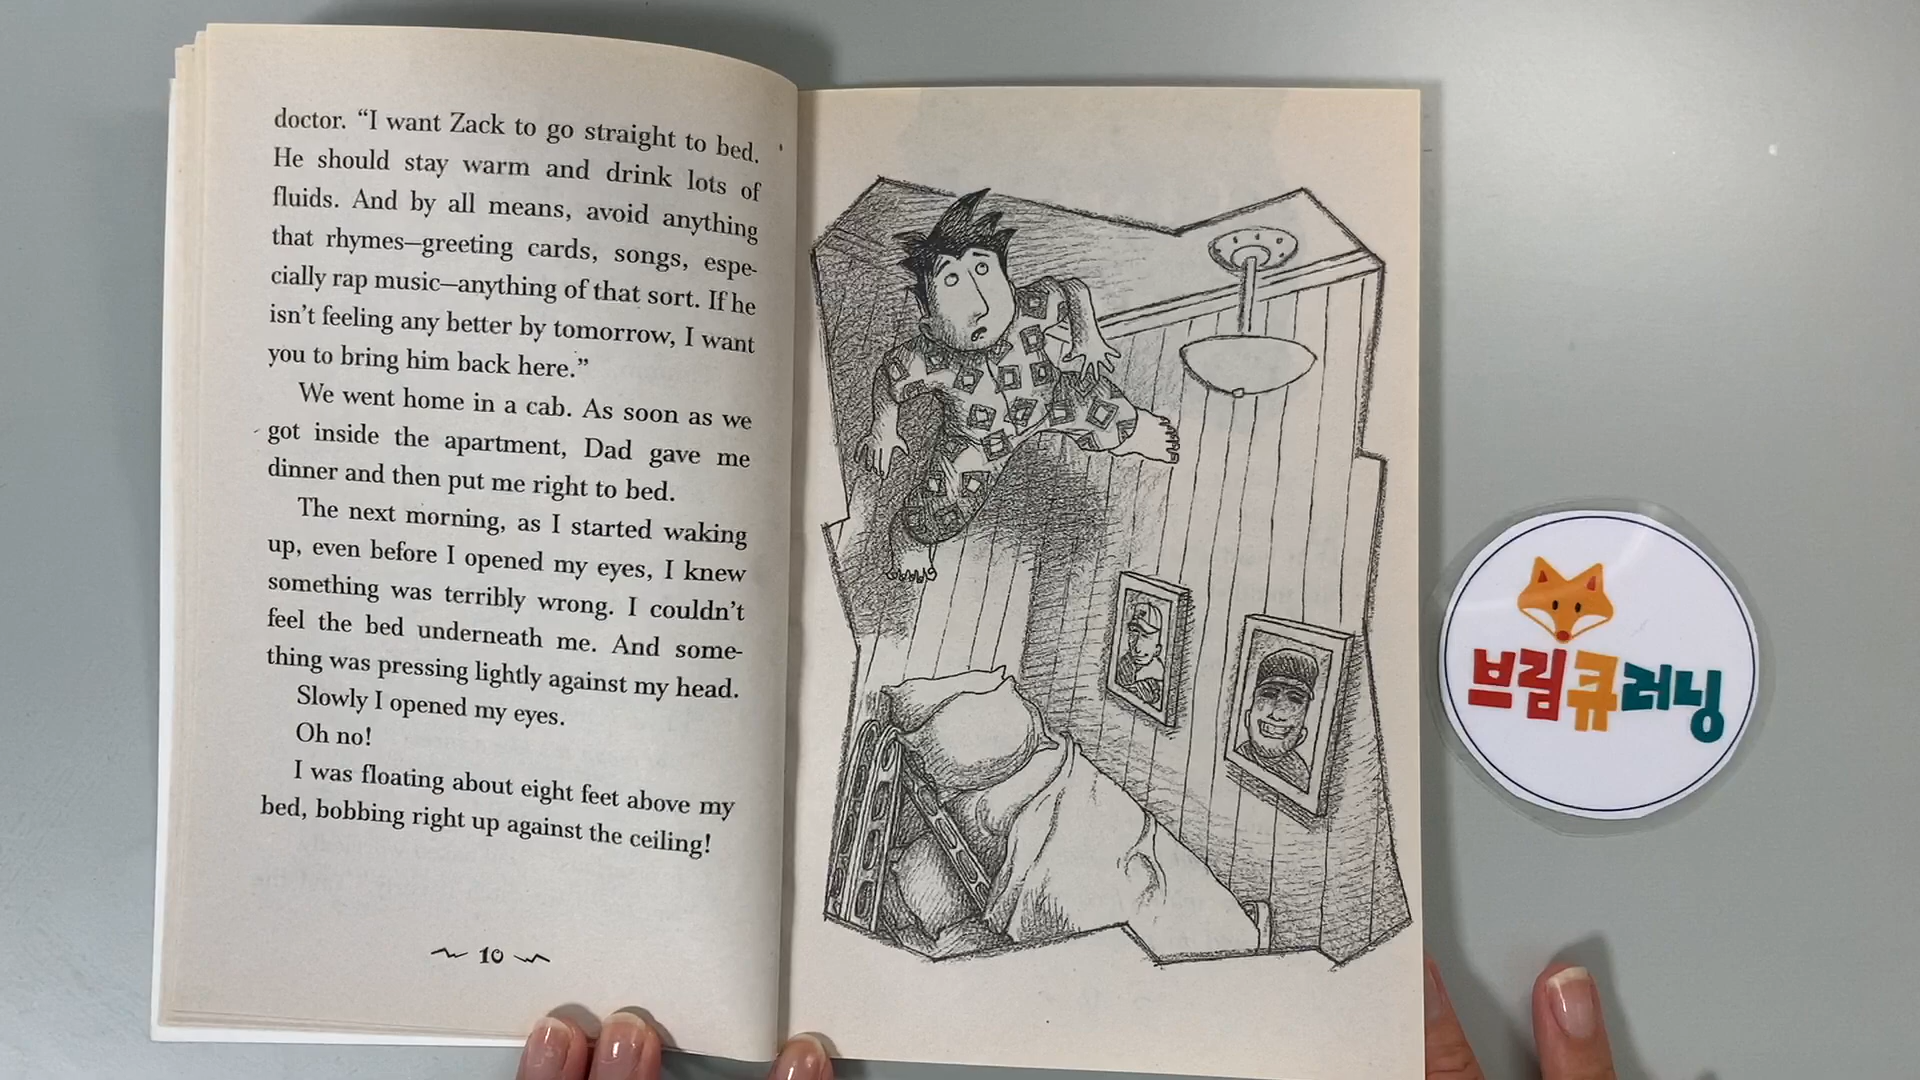 doctor. “I want Zack to go straight to bed.
He should stay warm and drink lots of
fluids. And by all means, avoid anything
that rhymes—greeting cards, songs, espe-
cially rap music—anything of that sort. If he
isn’t feeling any better by tomorrow, I want
you to bring him back here.”
We went home in a cab. As soon as we
got inside the apartment, Dad gave me
dinner and then put me right to bed.
The next morning, as I started waking
up, even before I opened my eyes, I knew
something was terribly wrong. I couldn’t
feel the bed underneath me. And some-
thing was pressing lightly against my head.
Slowly I opened my eyes.
Oh no!
I was floating about eight feet above my
bed, bobbing right up against the ceiling!
10
브림큐러닝